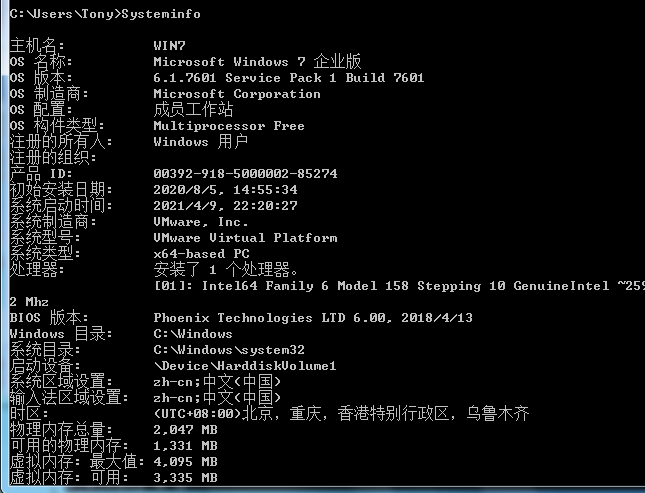 C:\Users\Tony>Systeminfo
主机名: WIN7
OS 名称: Microsoft Windows 7 企业版
OS 版本: 6.1.7601 Service Pack 1 Build 7601
OS 制造商: Microsoft Corporation
OS 配置: 成员工作站
OS 构件类型: Multiprocessor Free
注册的所有人: Windows 用户
注册的组织:
产品 ID: 00392-918-5000002-85274
初始安装日期: 2020/8/5, 14:55:34
系统启动时间: 2021/4/9, 22:20:27
系统制造商: VMware, Inc.
系统型号: VMware Virtual Platform
系统类型: x64-based PC
处理器: 安装了 1 个处理器。
[01]: Intel64 Family 6 Model 158 Stepping 10 GenuineIntel ~259
2 Mhz
BIOS 版本: Phoenix Technologies LTD 6.00, 2018/4/13
Windows 目录: C:\Windows
系统目录: C:\Windows\system32
启动设备: \Device\HarddiskVolume1
系统区域设置: zh-cn;中文(中国)
输入法区域设置: zh-cn;中文(中国)
时区: (UTC+08:00)北京，重庆，香港特别行政区，乌鲁木齐
物理内存总量: 2,047 MB
可用的物理内存: 1,331 MB
虚拟内存: 最大值: 4,095 MB
虚拟内存: 可用: 3,335 MB